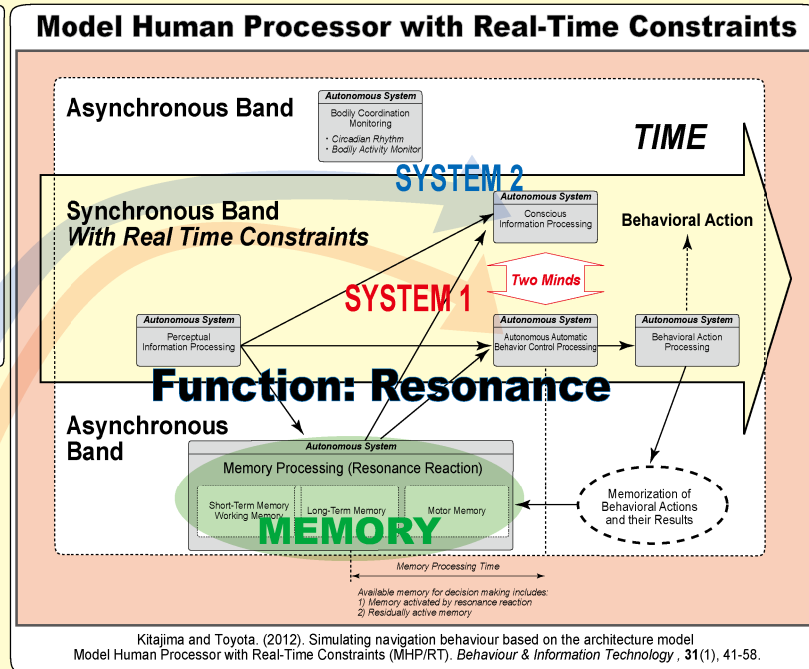 Model Human Processor with Real-Time Constraints
Asynchronous Band
Autonomous System
Bodily Coordination
Monitoring
・Circadian Rhythm
・Bodily Activity Monitor
TIME
SYSTEM 2
Synchronous Band
With Real Time Constraints
Autonomous System
Conscious
Information Processing
Behavioral Action
Two Minds
SYSTEM 1
Autonomous System
Perceptual
Information Processing
Autonomous System
Autonomous Automatic
Behavior Control Processing
Autonomous System
Behavioral Action
Processing
Function: Resonance
Asynchronous
Band
Autonomous System
Memory Processing (Resonance Reaction)
Short-Term Memory
Working Memory
Long-Term Memory
Motor Memory
MEMORY
Memorization of
Behavioral Actions
and their Results
Memory Processing Time
Available memory for decision making includes:
1) Memory activated by resonance reaction
2) Residually active memory
Kitajima and Toyota. (2012). Simulating navigation behaviour based on the architecture model
Model Human Processor with Real-Time Constraints (MHP/RT). Behaviour & Information Technology , 31(1), 41-58.